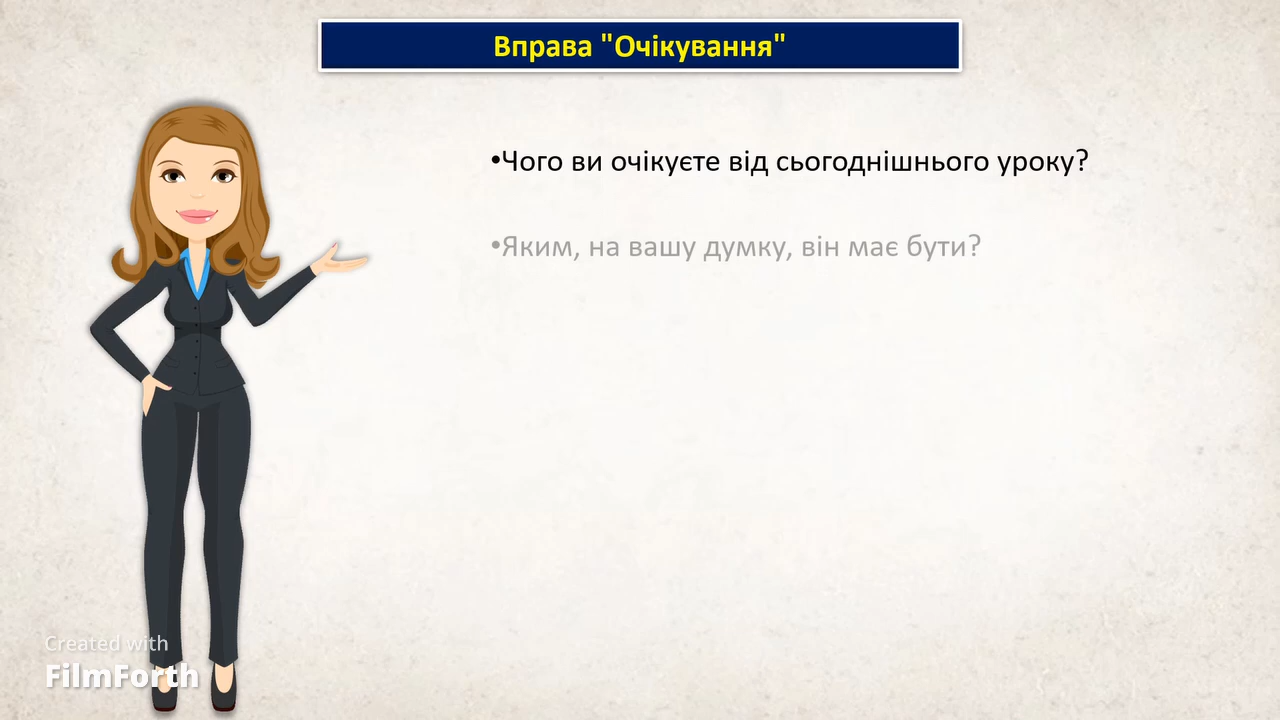 Вправа "Очікування"
•Чого ви очікуєте від сьогоднішнього уроку?
•Яким, на вашу думку, він має бути?
Created with
FilmForth